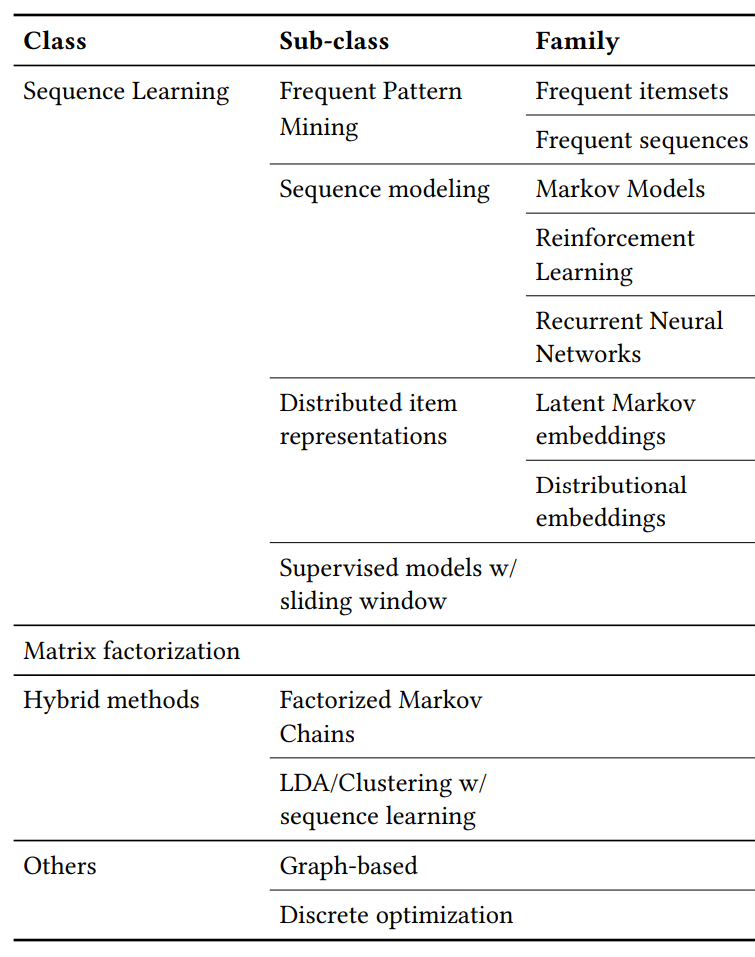 Class Sub-class Family
Sequence Learning Frequent Pattern Frequent itemsets
Mining
Frequent sequences
Sequence modeling Markov Models
Reinforcement
Learning
Recurrent Neural
Networks
Distributed item Latent Markov
representations embeddings
Distributional
embeddings
Supervised models w/
sliding window
Matrix factorization
Hybrid methods Factorized Markov
Chains
LDA/Clustering w/
sequence learning
Others Graph-based
Discrete optimization